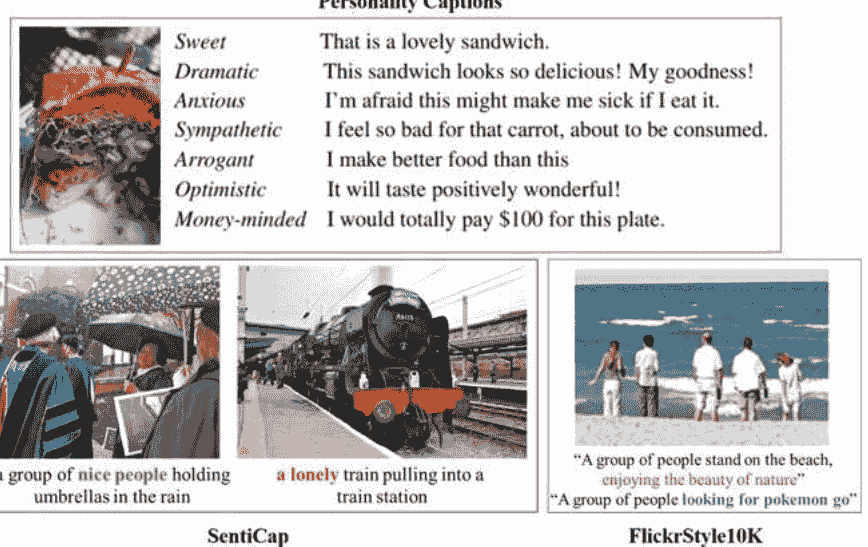 Personality Captions
Sweet That is a lovely sandwich.
Dramatic This sandwich looks so delicious! My goodness!
Anxious I'm afraid this might make me sick if I eat it.
Sympathetic I feel so bad for that carrot, about to be consumed.
Arrogant I make better food than this
Optimistic It will taste positively wonderful!
Money-minded I would totally pay $100 for this plate.
a group of nice people holding
umbrellas in the rain
a lonely train pulling into a
train station
"A group of people stand on the beach,
enjoying the beauty of nature"
"A group of people looking for pokemon go"
SentiCap
FlickrStyle10K